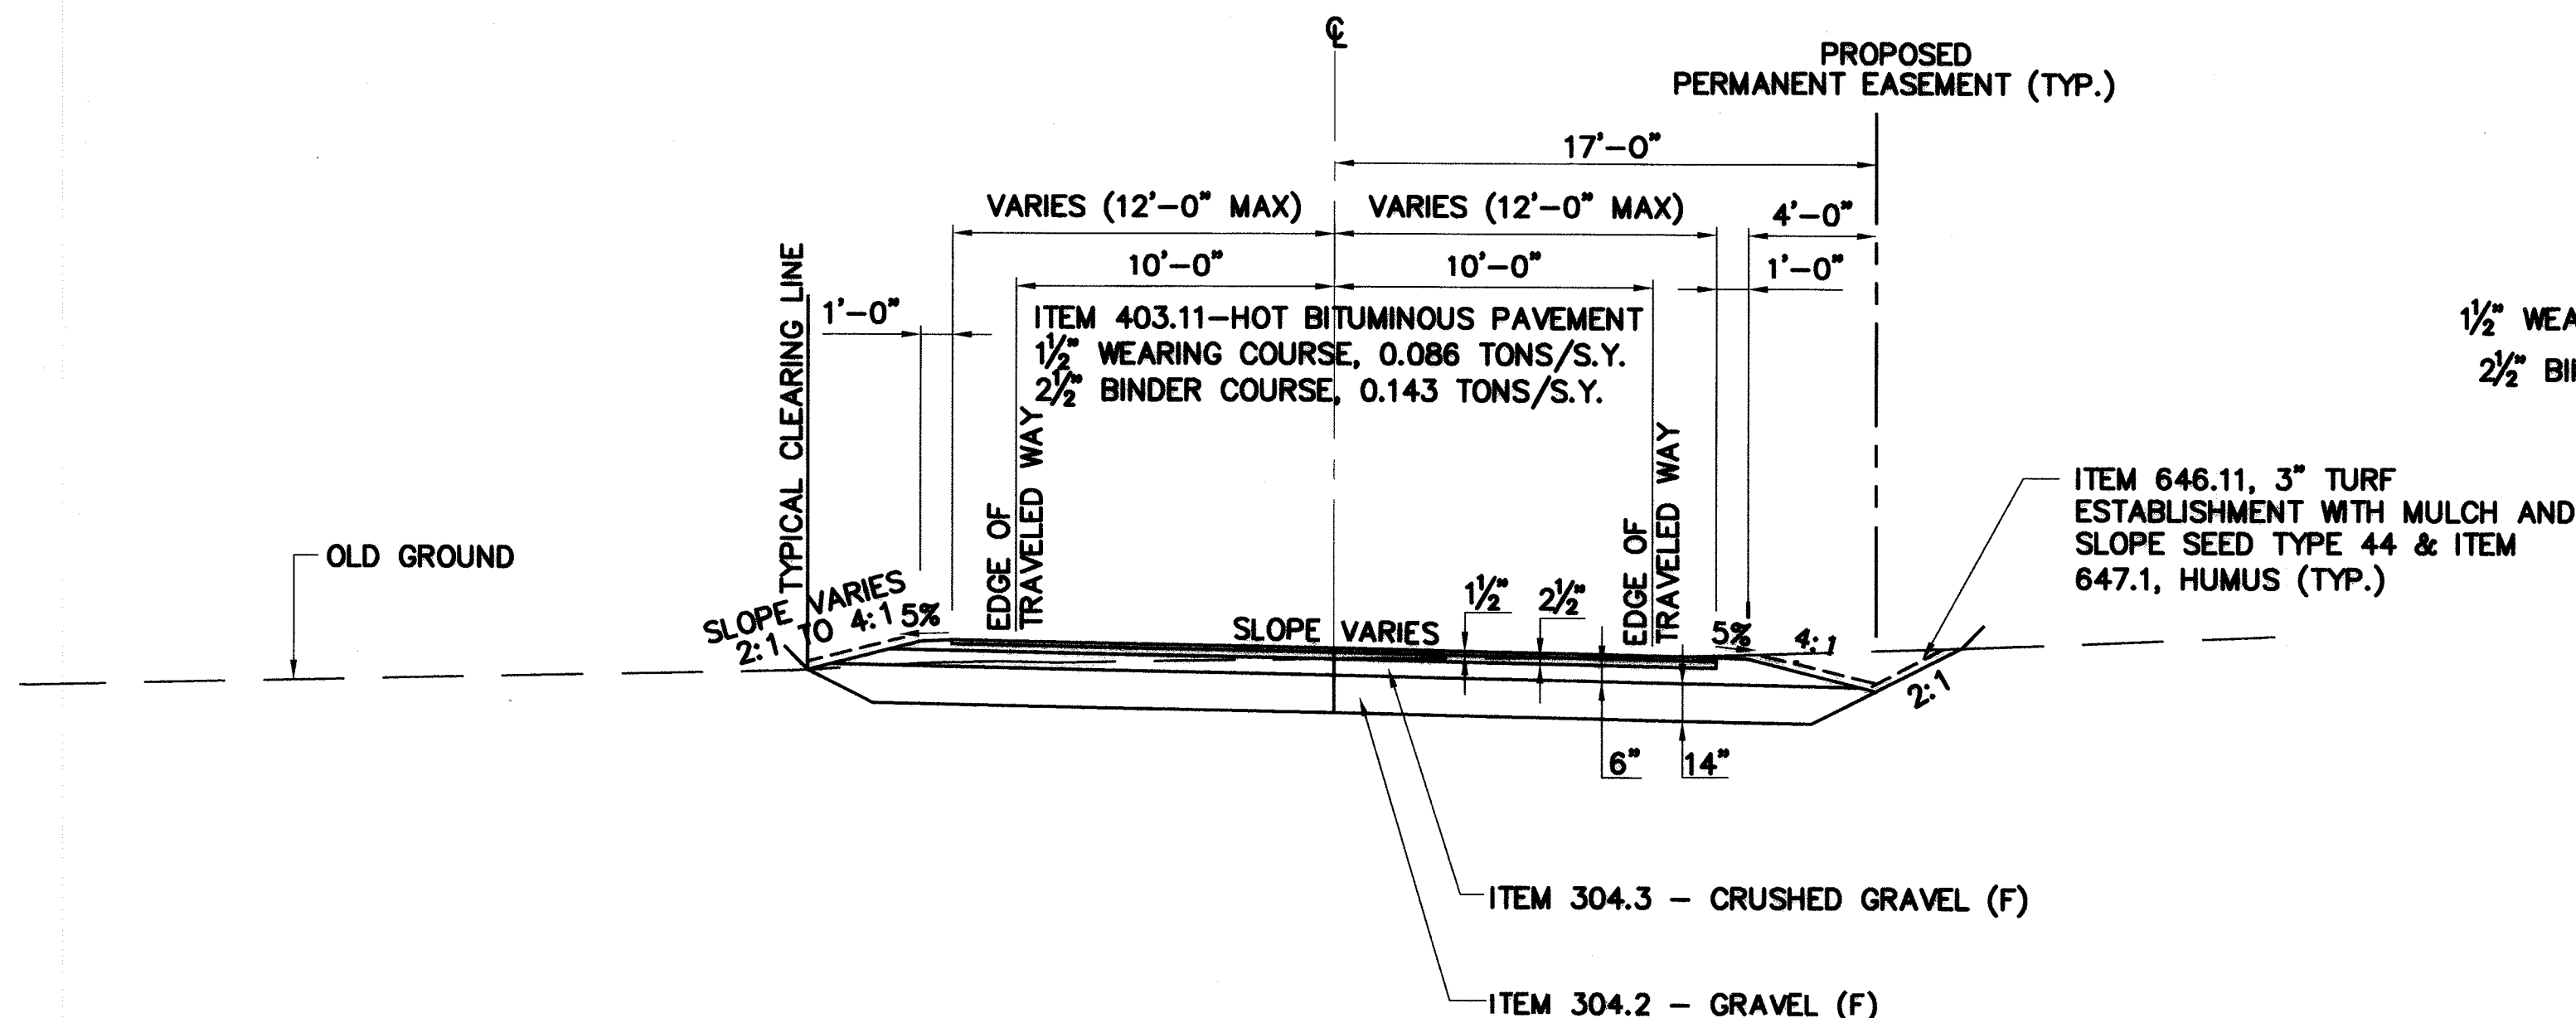 ℄
PROPOSED
PERMANENT EASEMENT (TYP.)
17'-0"
VARIES (12'-0" MAX)
VARIES (12'-0" MAX)
4'-0"
10'-0"
10'-0"
1'-0"
1'-0"
TYPICAL CLEARING LINE
ITEM 403.11-HOT BITUMINOUS PAVEMENT
1½" WEARING COURSE, 0.086 TONS/S.Y.
2½" BINDER COURSE, 0.143 TONS/S.Y.
1½" WEA
2½" BI
EDGE OF
TRAVELED WAY
EDGE OF
TRAVELED WAY
ITEM 646.11, 3" TURF
ESTABLISHMENT WITH MULCH AND
SLOPE SEED TYPE 44 & ITEM
647.1, HUMUS (TYP.)
OLD GROUND
SLOPE VARIES
2:1 TO 4:1
5%
SLOPE VARIES
1½"
2½"
5%
4:1
2:1
6"
14"
ITEM 304.3 - CRUSHED GRAVEL (F)
ITEM 304.2 - GRAVEL (F)